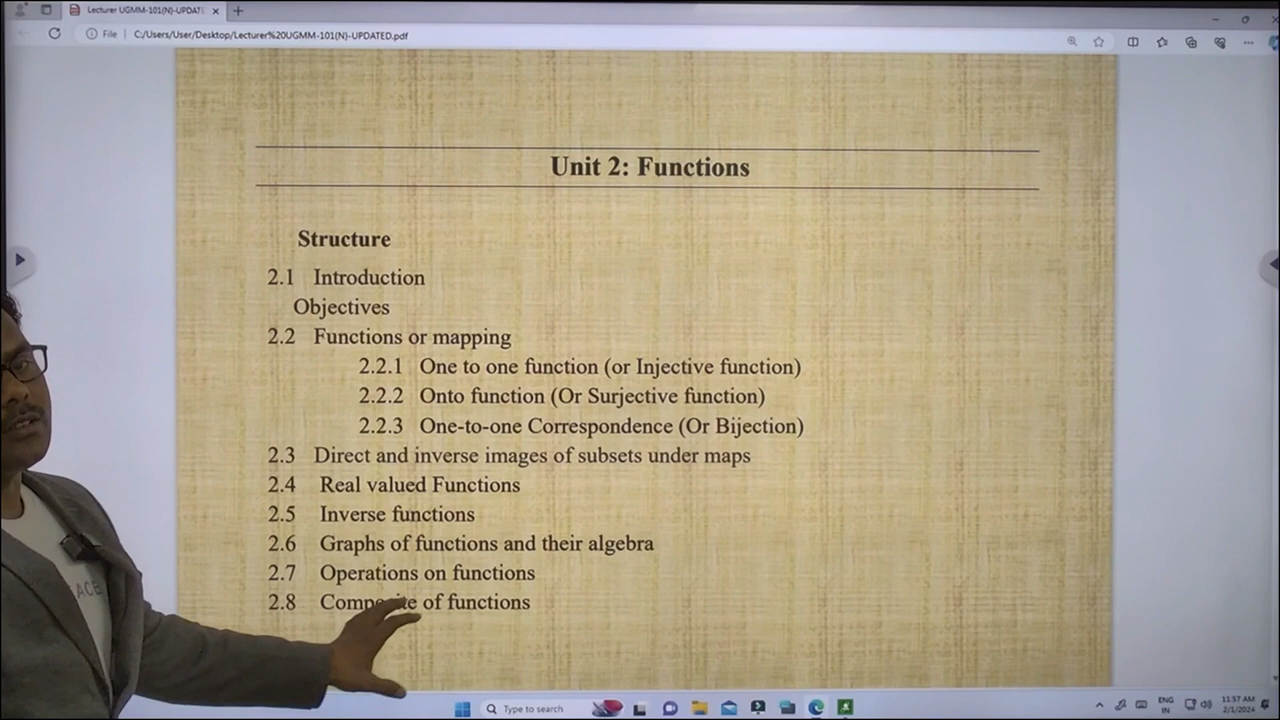 Lecturer UGMM-101(N)-UPDATE
File
C:/Users/User/Desktop/Lecturer%20UGMM-101(N)-UPDATED.pdf
Unit 2: Functions
Structure
2.1 Introduction
Objectives
2.2 Functions or mapping
2.2.1 One to one function (or Injective function)
2.2.2 Onto function (Or Surjective function)
2.2.3 One-to-one Correspondence (Or Bijection)
2.3 Direct and inverse images of subsets under maps
2.4 Real valued Functions
2.5 Inverse functions
2.6 Graphs of functions and their algebra
2.7 Operations on functions
2.8 Composite of functions
ACE
Type to search
ENG
IN
11:57 AM
2/1/2024